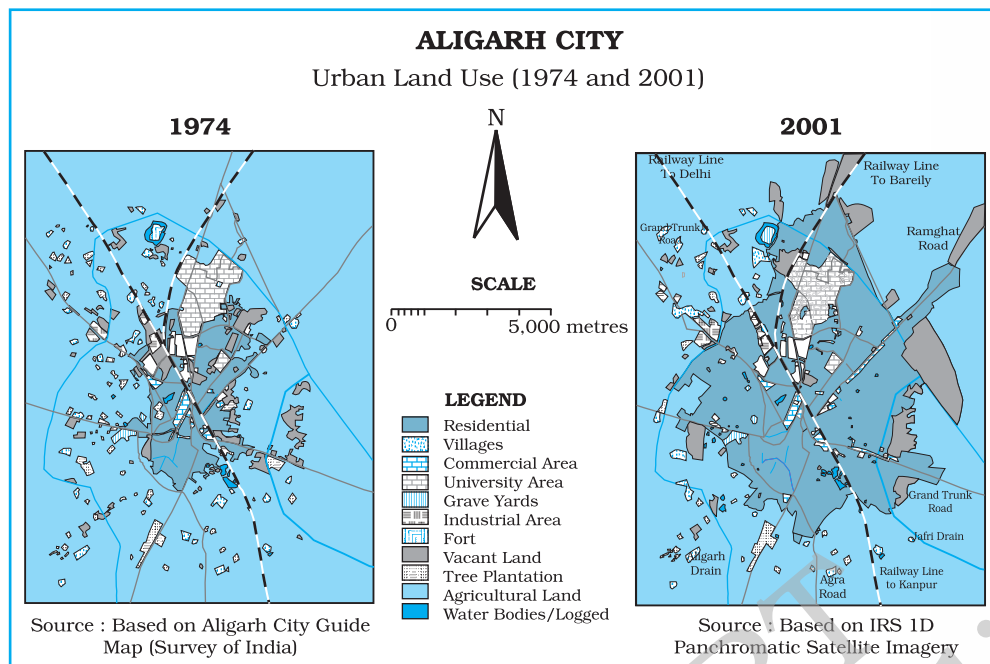 ALIGARH CITY
Urban Land Use (1974 and 2001)
1974
N
2001
SCALE
0 5,000 metres
LEGEND
Residential
Villages
Commercial Area
University Area
Grave Yards
Industrial Area
Fort
Vacant Land
Tree Plantation
Agricultural Land
Water Bodies/Logged
Railway Line
To Delhi
Railway Line
To Bareily
Grand Trunk
Road
Ramghat
Road
Grand Trunk
Road
Jafri Drain
Aligarh
Drain
Agra
Road
Railway Line
to Kanpur
Source : Based on Aligarh City Guide
Map (Survey of India)
Source : Based on IRS 1D
Panchromatic Satellite Imagery